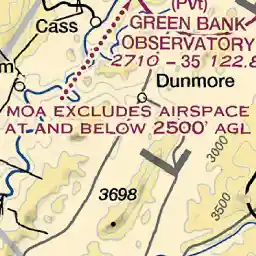 (Pvt)
Cass
GREEN BANK
OBSERVATORY
2710 - 35 122.8
m
Dunmore
MOA EXCLUDES AIRSPACE
AT AND BELOW 2500' AGL
3000
3500
3698